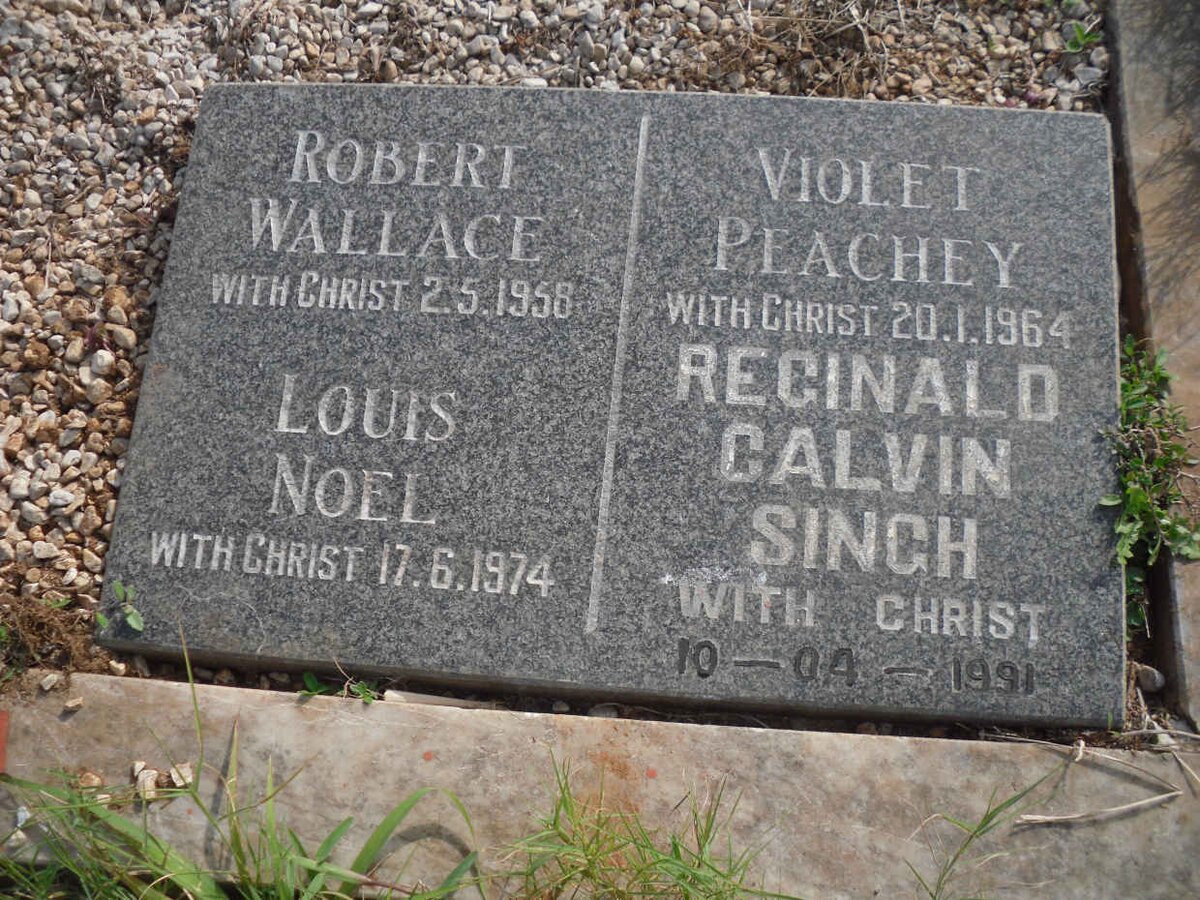 ROBERT
WALLACE
WITH CHRIST 2.5.1958
LOUIS
NOEL
WITH CHRIST 17.6.1974
VIOLET
PEACHEY
WITH CHRIST 20.1.1964
REGINALD
CALVIN
SINGH
WITH CHRIST
10-04-1991